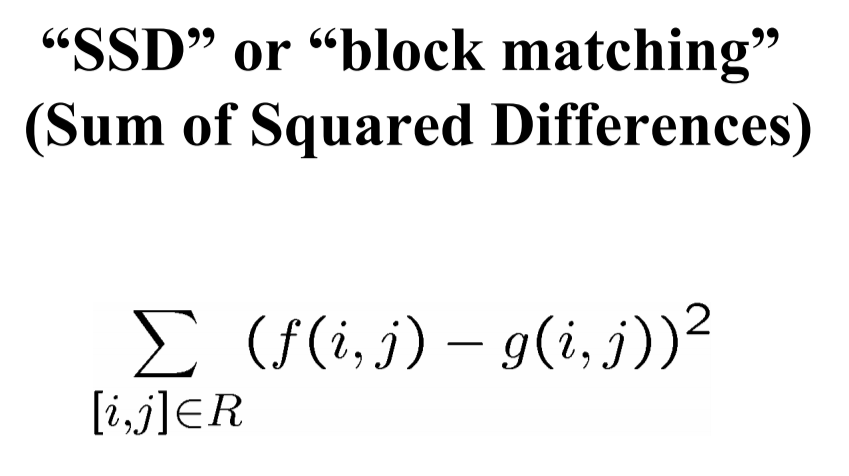 “SSD” or “block matching”
(Sum of Squared Differences)
∑ (f(i,j) − g(i,j))²
[i,j]∈R